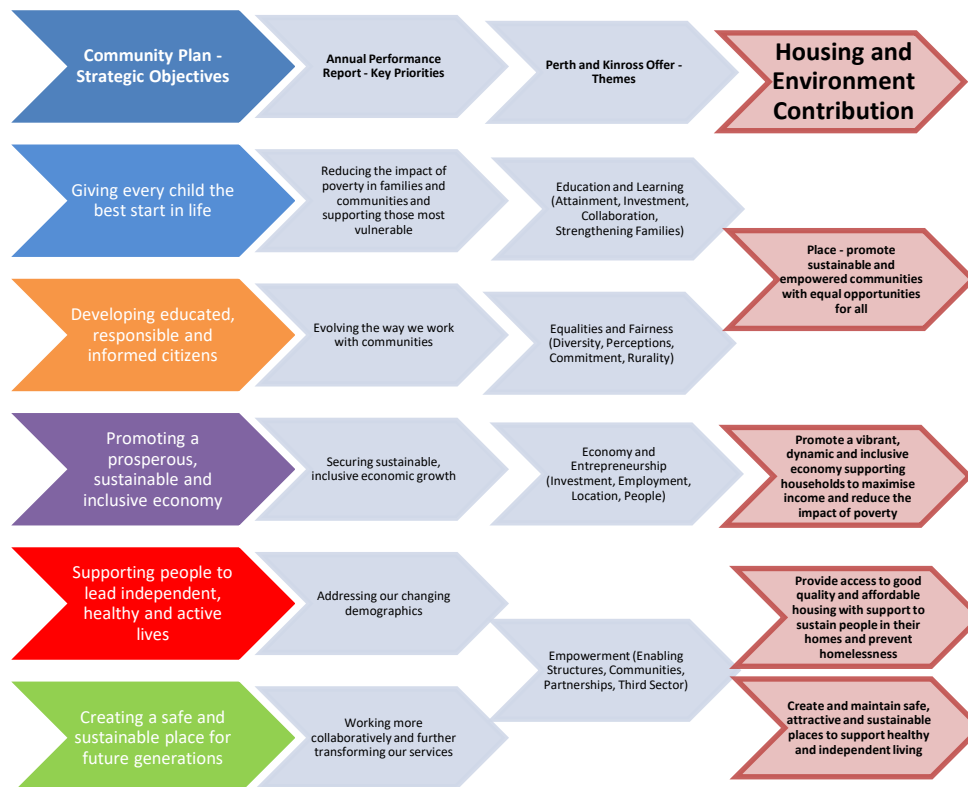 Community Plan -
Strategic Objectives
Annual Performance
Report - Key Priorities
Perth and Kinross Offer -
Themes
Housing and
Environment
Contribution
Giving every child the
best start in life
Reducing the impact of
poverty in families and
communities and
supporting those most
vulnerable
Education and Learning
(Attainment, Investment,
Collaboration,
Strengthening Families)
Place - promote
sustainable and
empowered communities
with equal opportunities
for all
Developing educated,
responsible and
informed citizens
Evolving the way we work
with communities
Equalities and Fairness
(Diversity, Perceptions,
Commitment, Rurality)
Promoting a
prosperous,
sustainable and
inclusive economy
Securing sustainable,
inclusive economic growth
Economy and
Entrepreneurship
(Investment, Employment,
Location, People)
Promote a vibrant,
dynamic and inclusive
economy supporting
households to maximise
income and reduce the
impact of poverty
Supporting people to
lead independent,
healthy and active
lives
Addressing our changing
demographics
Empowerment (Enabling
Structures, Communities,
Partnerships, Third Sector)
Provide access to good
quality and affordable
housing with support to
sustain people in their
homes and prevent
homelessness
Creating a safe and
sustainable place for
future generations
Working more
collaboratively and further
transforming our services
Create and maintain safe,
attractive and sustainable
places to support healthy
and independent living